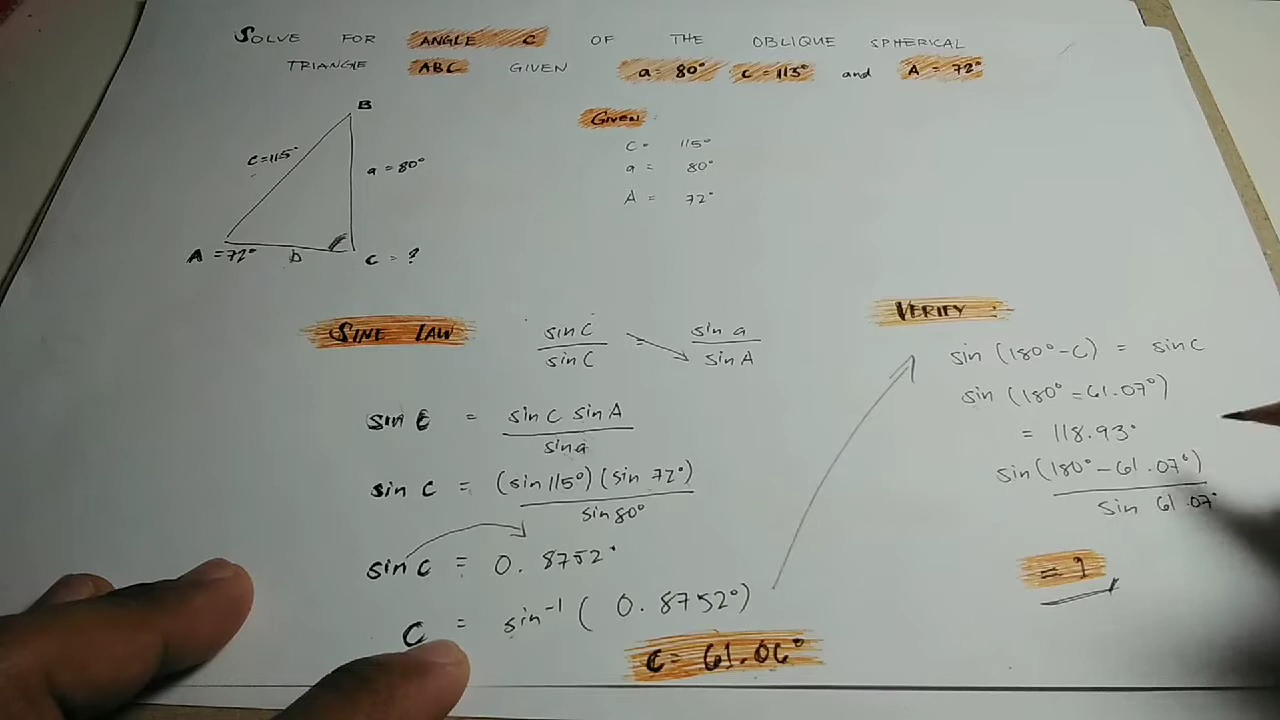 SOLVE FOR ANGLE C OF THE OBLIQUE SPHERICAL
TRIANGLE ABC GIVEN a = 80° c = 115° and A = 72°
B
c = 115°
a = 80°
A = 72°
b
C = ?
GIVEN :
C = 115°
a = 80°
A = 72°
SINE LAW
sin C / sin C = sin a / sin A
sin C = sin C sin A / sin a
sin C = (sin 115°) (sin 72°) / sin 80°
sin C = 0.8752°
C = sin⁻¹ ( 0.8752°)
C = 61.06°
VERIFY :
sin (180° - C) = sin C
sin (180° - 61.07°)
= 118.93°
sin (180° - 61.07°) / sin 61.07°
= 1